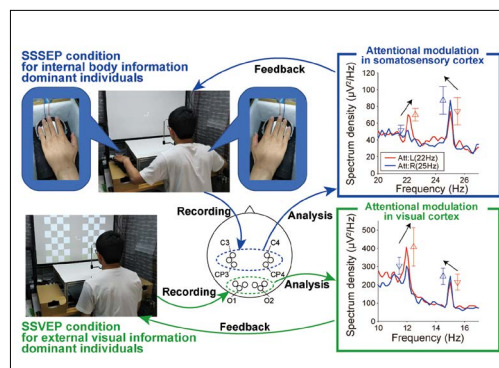 SSSEP condition
for internal body information
dominant individuals
Feedback
Attentional modulation
in somatosensory cortex
Spectrum density (μV²/Hz)
120
100
80
60
40
20
0
Att:L(22Hz)
Att:R(25Hz)
20 22 24 26
Frequency (Hz)
Recording
Analysis
C3 C4
CP3 CP4
O1 O2
Recording
Analysis
Attentional modulation
in visual cortex
Spectrum density (μV²/Hz)
500
400
300
200
100
0
10 12 14 16
Frequency (Hz)
Feedback
SSVEP condition
for external visual information
dominant individuals